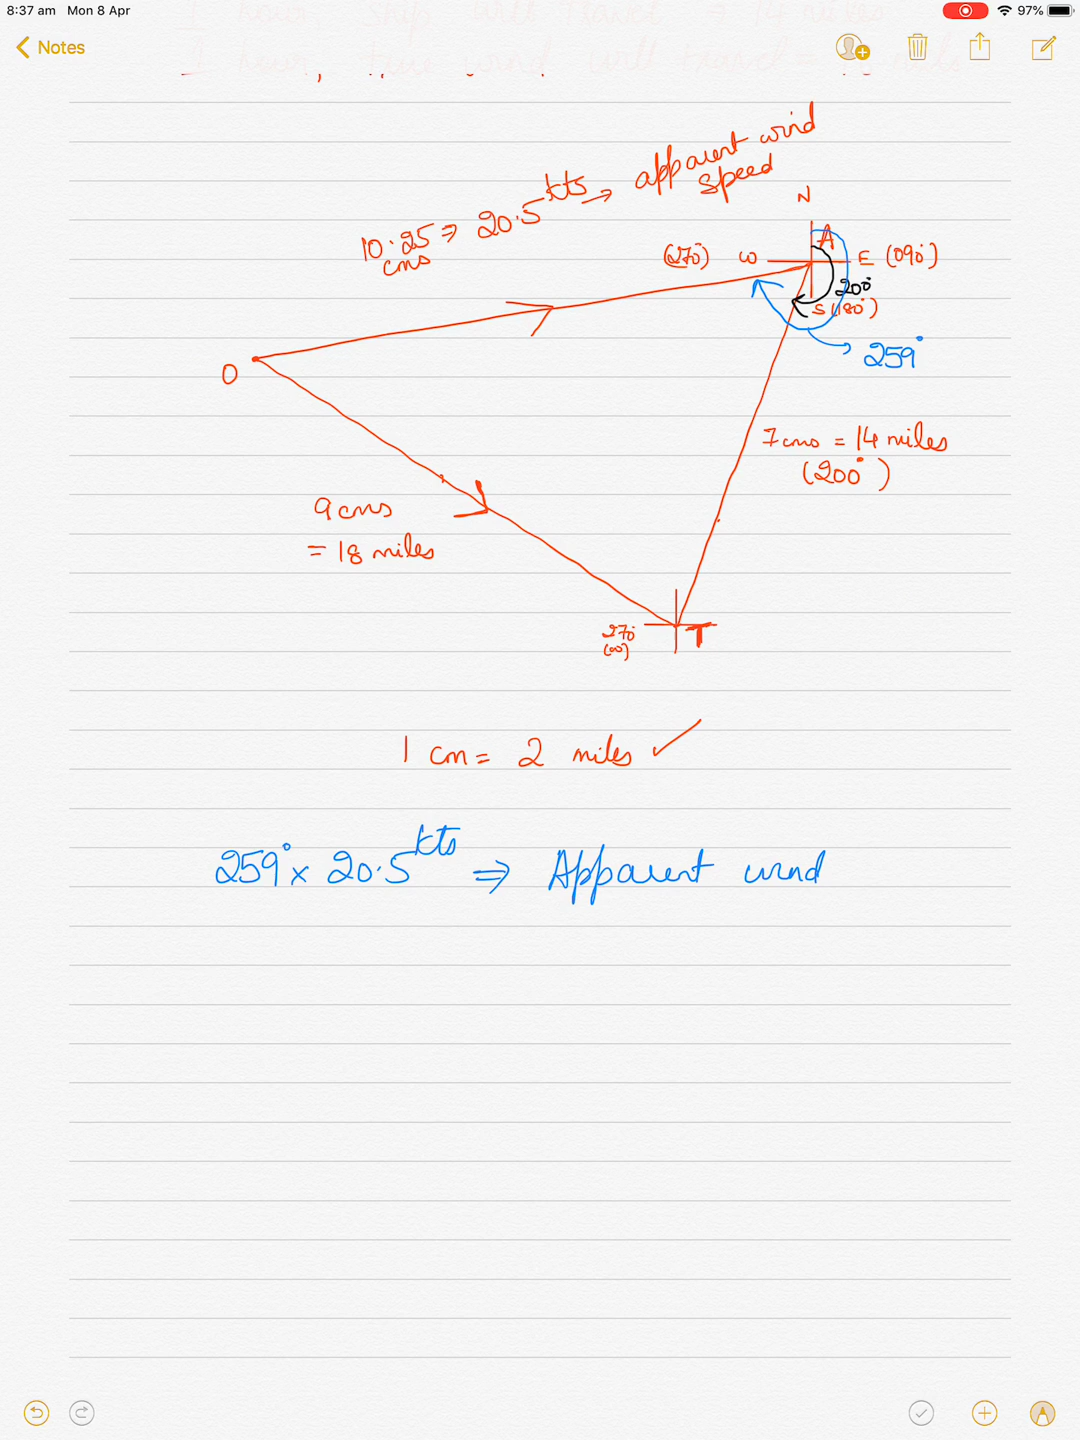 8:37 am Mon 8 Apr
97%
Notes
apparent wind
speed
10.25 ⇒ 20.5 kts →
cms
N
A
(270°) W
E (090°)
200°
S (180°)
259°
O
7 cms = 14 miles
(200°)
9 cms
= 18 miles
270°
T
1 cm = 2 miles ✓
259° × 20.5 kts ⇒ Apparent wind